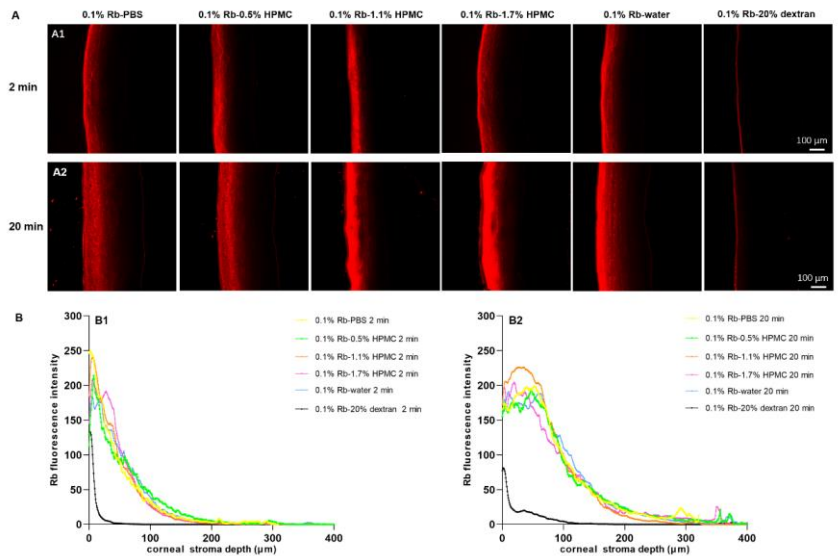 A
0.1% Rb-PBS
0.1% Rb-0.5% HPMC
0.1% Rb-1.1% HPMC
0.1% Rb-1.7% HPMC
0.1% Rb-water
0.1% Rb-20% dextran
A1
2 min
100 µm
A2
20 min
100 µm
B
B1
300
250
200
150
100
50
0
0
100
200
300
400
Rb fluorescence intensity
corneal stroma depth (µm)
0.1% Rb-PBS 2 min
0.1% Rb-0.5% HPMC 2 min
0.1% Rb-1.1% HPMC 2 min
0.1% Rb-1.7% HPMC 2 min
0.1% Rb-water 2 min
0.1% Rb-20% dextran 2 min
B2
300
250
200
150
100
50
0
0
100
200
300
400
Rb fluorescence intensity
corneal stroma depth (µm)
0.1% Rb-PBS 20 min
0.1% Rb-0.5% HPMC 20 min
0.1% Rb-1.1% HPMC 20 min
0.1% Rb-1.7% HPMC 20 min
0.1% Rb-water 20 min
0.1% Rb-20% dextran 20 min